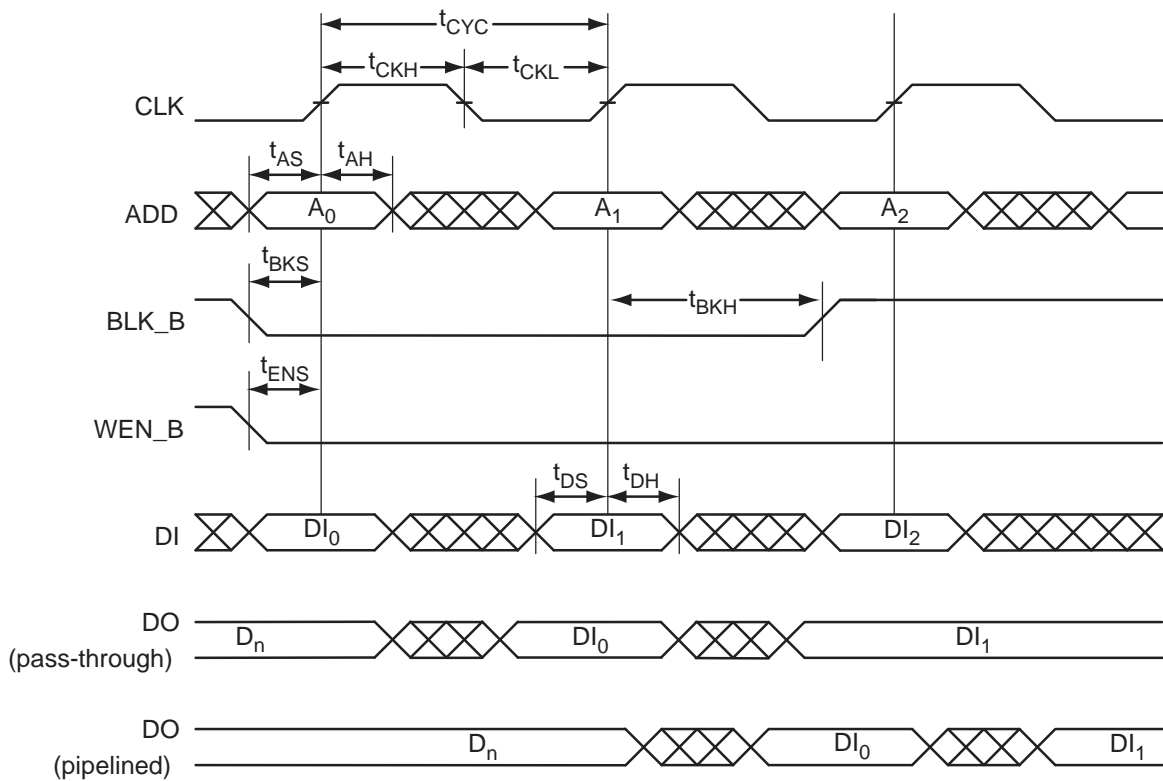 tCYC
tCKH tCKL
CLK
tAS tAH
ADD A0 A1 A2
tBKS
BLK_B tBKH
tENS
WEN_B
tDS tDH
DI DI0 DI1 DI2
DO
(pass-through) Dn DI0 DI1
DO
(pipelined) Dn DI0 DI1